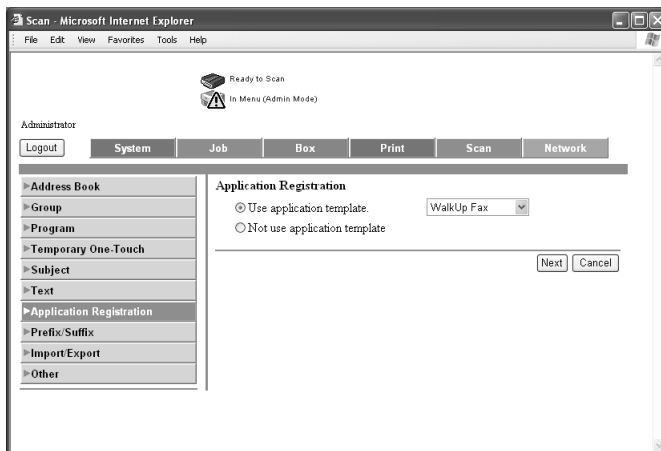 Scan - Microsoft Internet Explorer
File Edit View Favorites Tools Help
Ready to Scan
In Menu (Admin Mode)
Administrator
Logout System Job Box Print Scan Network
Address Book
Group
Program
Temporary One-Touch
Subject
Text
Application Registration
Prefix/Suffix
Import/Export
Other
Application Registration
Use application template. WalkUp Fax
Not use application template
Next Cancel